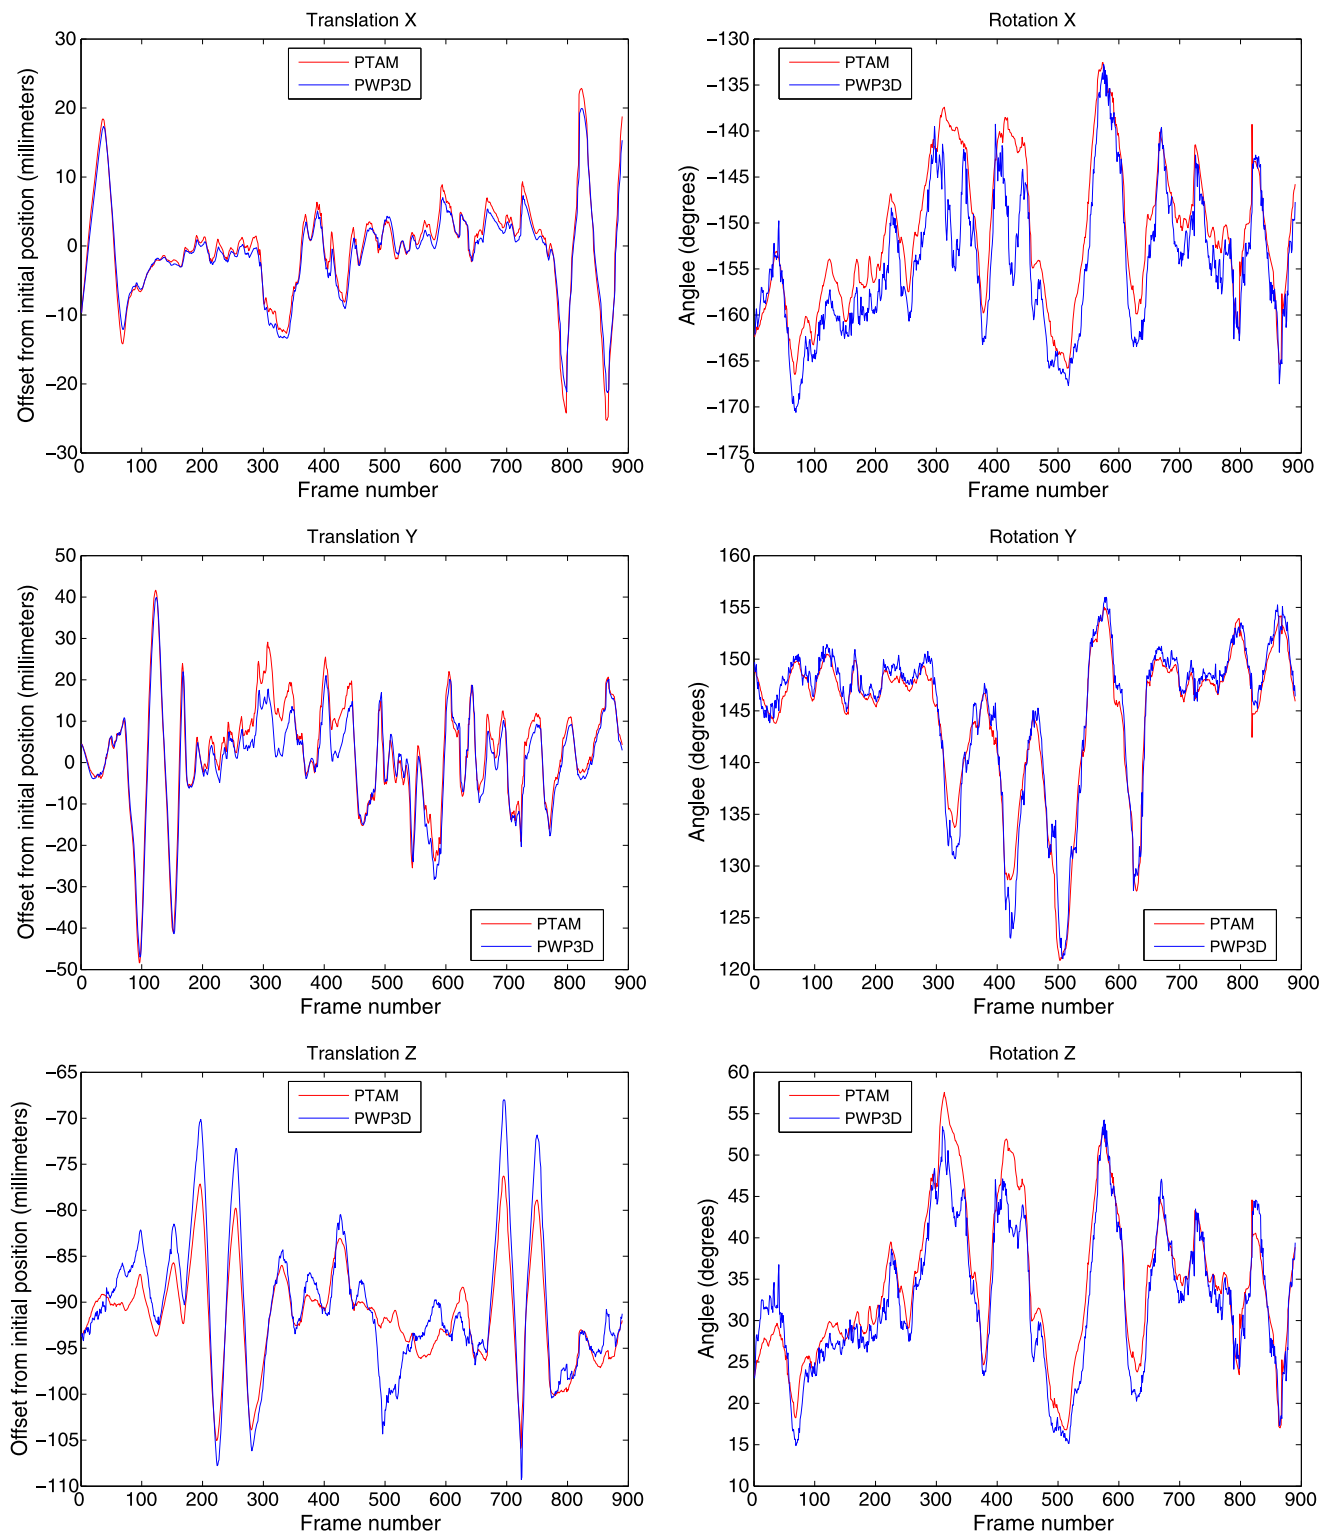 Translation X
30
20
10
0
−10
−20
−30
0 100 200 300 400 500 600 700 800 900
Offset from initial position (millimeters)
Frame number
PTAM
PWP3D
Rotation X
−130
−135
−140
−145
−150
−155
−160
−165
−170
−175
0 100 200 300 400 500 600 700 800 900
Anglee (degrees)
Frame number
PTAM
PWP3D
Translation Y
50
40
30
20
10
0
−10
−20
−30
−40
−50
0 100 200 300 400 500 600 700 800 900
Offset from initial position (millimeters)
Frame number
PTAM
PWP3D
Rotation Y
160
155
150
145
140
135
130
125
120
0 100 200 300 400 500 600 700 800 900
Anglee (degrees)
Frame number
PTAM
PWP3D
Translation Z
−65
−70
−75
−80
−85
−90
−95
−100
−105
−110
0 100 200 300 400 500 600 700 800 900
Offset from initial position (millimeters)
Frame number
PTAM
PWP3D
Rotation Z
60
55
50
45
40
35
30
25
20
15
10
0 100 200 300 400 500 600 700 800 900
Anglee (degrees)
Frame number
PTAM
PWP3D